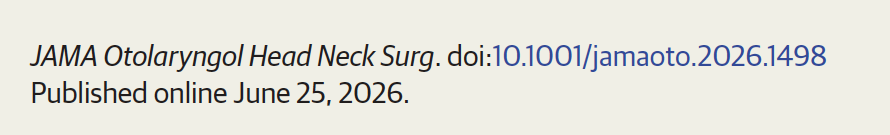 JAMA Otolaryngol Head Neck Surg. doi:10.1001/jamaoto.2026.1498
Published online June 25, 2026.